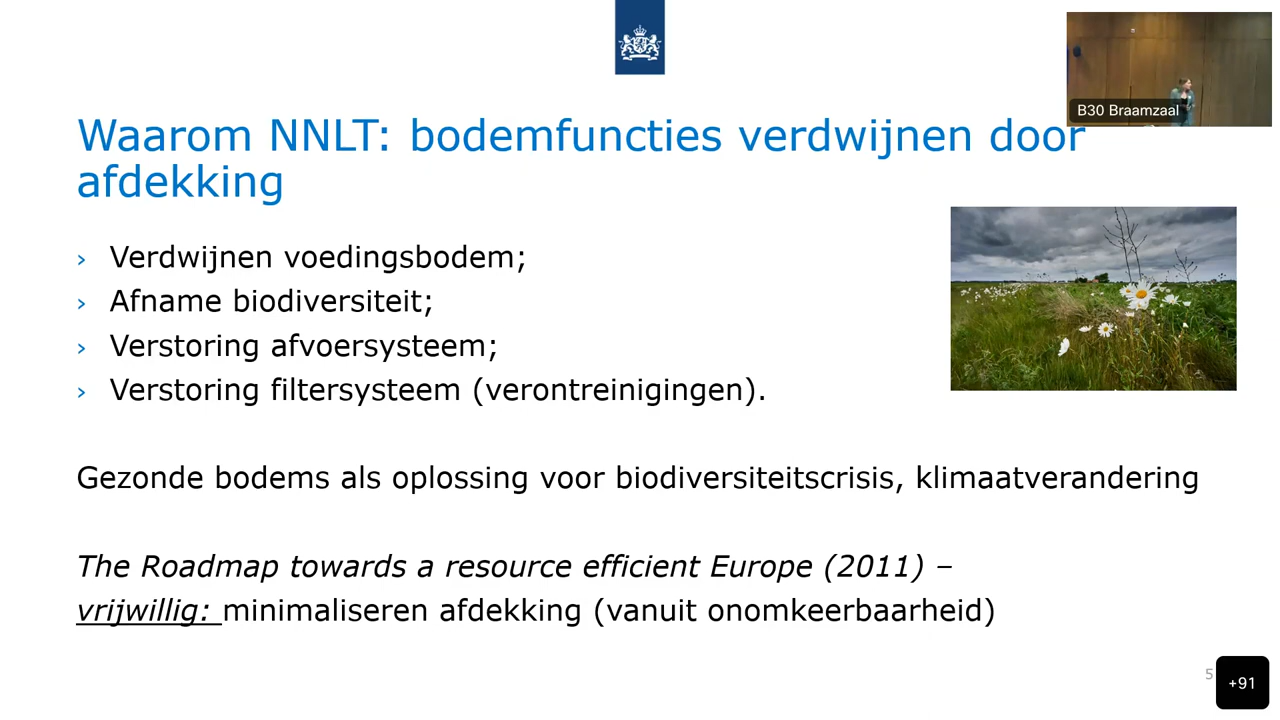 B30 Braamzaal
Waarom NNLT: bodemfuncties verdwijnen door
afdekking
› Verdwijnen voedingsbodem;
› Afname biodiversiteit;
› Verstoring afvoersysteem;
› Verstoring filtersysteem (verontreinigingen).
Gezonde bodems als oplossing voor biodiversiteitscrisis, klimaatverandering
The Roadmap towards a resource efficient Europe (2011) –
vrijwillig: minimaliseren afdekking (vanuit onomkeerbaarheid)
5
+91